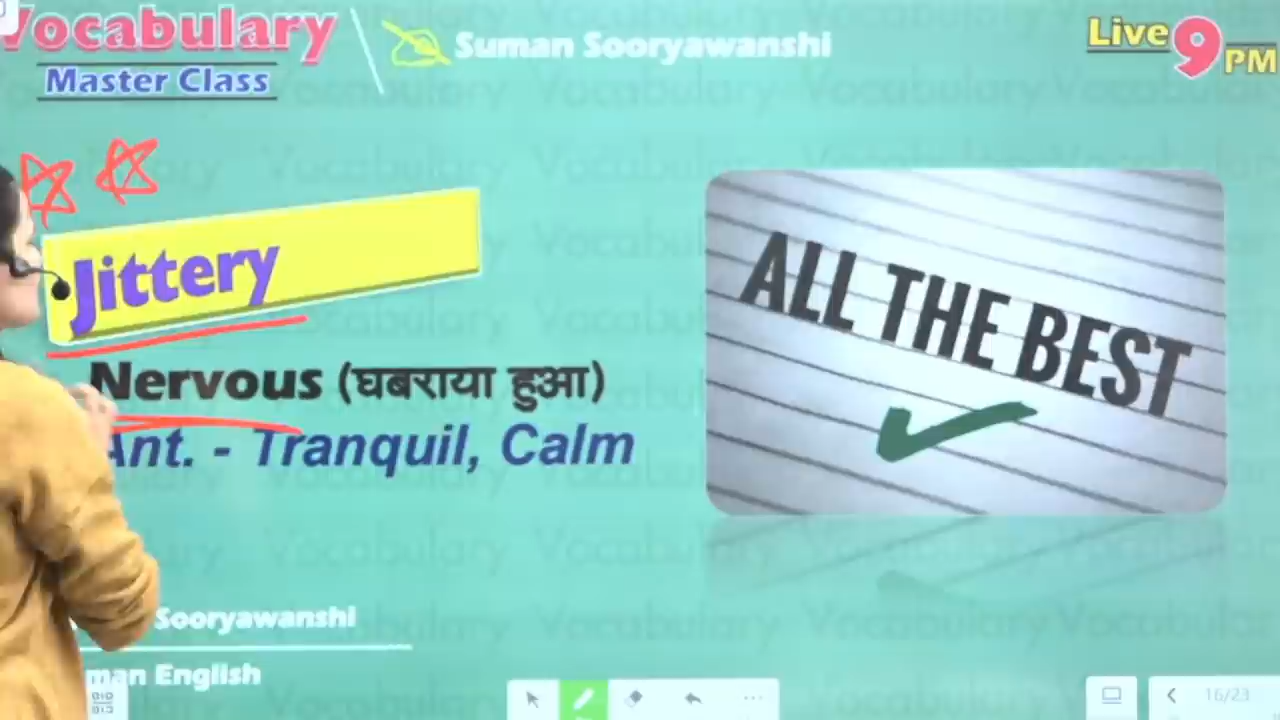 Vocabulary
Master Class
Suman Sooryawanshi
Live 9 PM
Jittery
Nervous (घबराया हुआ)
Ant. - Tranquil, Calm
ALL THE BEST
Sooryawanshi
man English
16/23